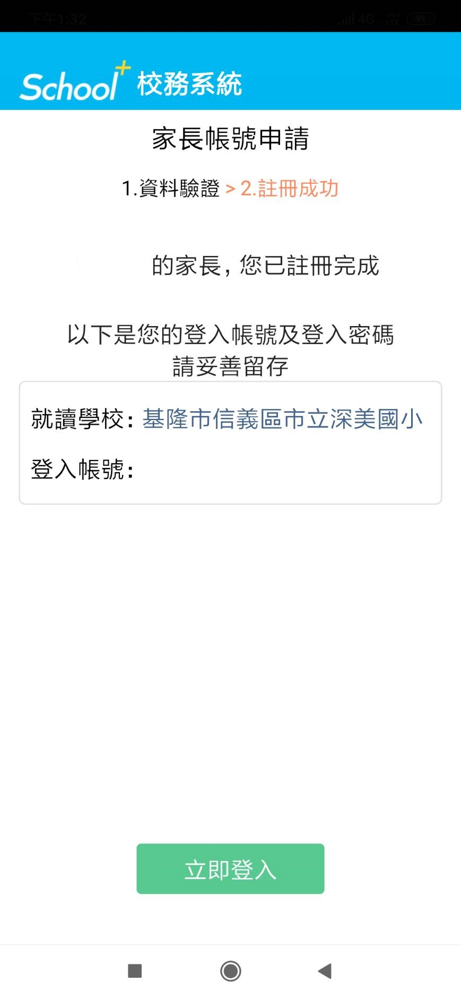 下午1:32 4G Vo) LTE 91
School+ 校務系統
家長帳號申請
1.資料驗證 > 2.註冊成功
的家長, 您已註冊完成
以下是您的登入帳號及登入密碼
請妥善留存
就讀學校: 基隆市信義區市立深美國小
登入帳號:
立即登入